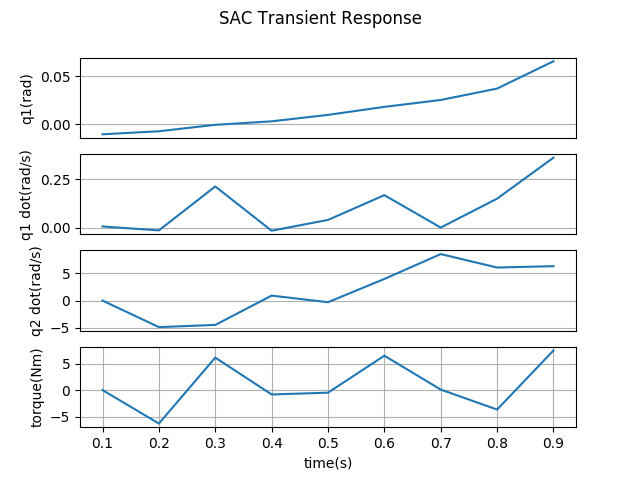 SAC Transient Response
q1(rad)
0.05
0.00
q1 dot(rad/s)
0.25
0.00
q2 dot(rad/s)
5
0
−5
torque(Nm)
5
0
−5
0.1 0.2 0.3 0.4 0.5 0.6 0.7 0.8 0.9
time(s)